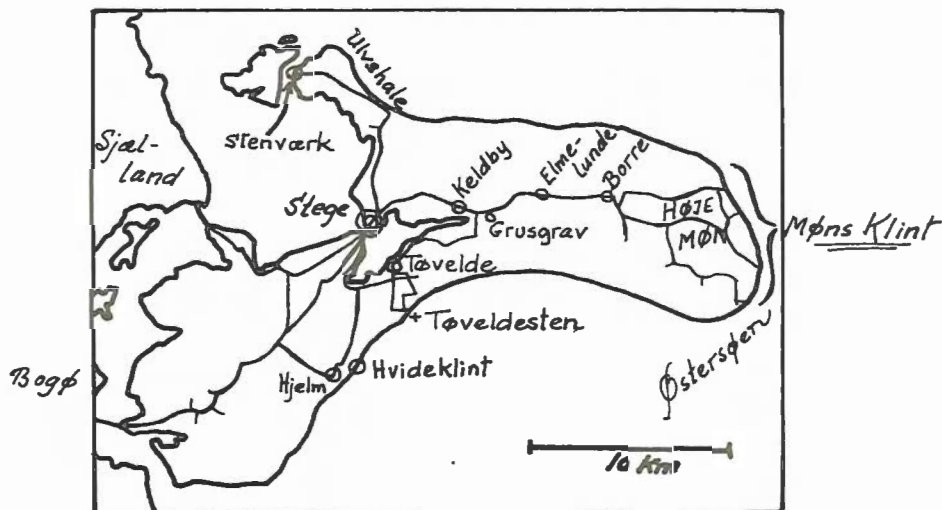 Ulvshale
Sjæl-
land
stenværk
Stege
Keldby
Elme-
lunde
Borre
Grusgrav
HØJE
MØN
Møns Klint
Tøvelde
Tøveldesten
Bogø
Hjelm
Hvideklint
Østersøen
10 Km